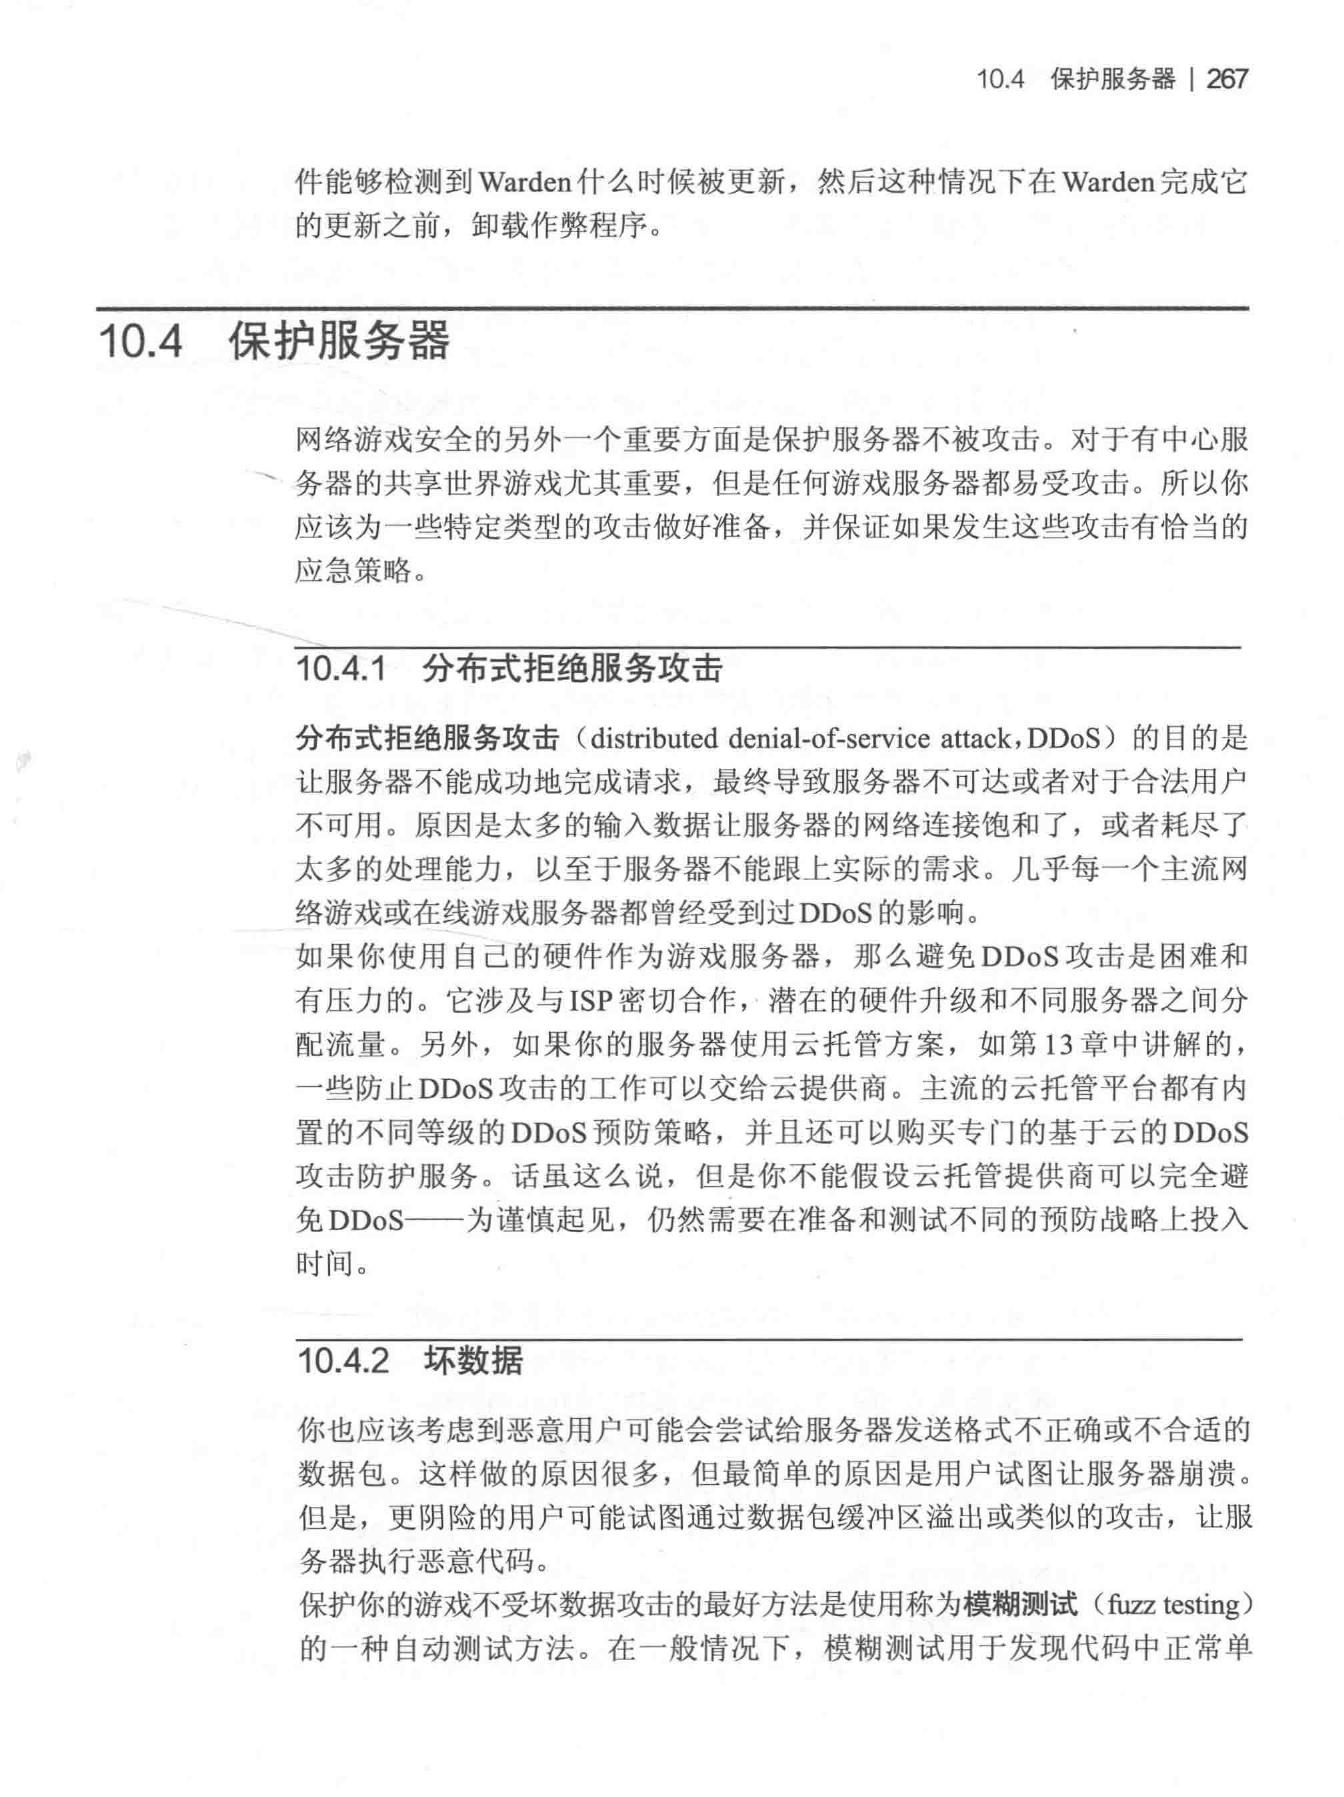 10.4 保护服务器 | 267
件能够检测到Warden什么时候被更新，然后这种情况下在Warden完成它
的更新之前，卸载作弊程序。
10.4 保护服务器
网络游戏安全的另外一个重要方面是保护服务器不被攻击。对于有中心服
务器的共享世界游戏尤其重要，但是任何游戏服务器都易受攻击。所以你
应该为一些特定类型的攻击做好准备，并保证如果发生这些攻击有恰当的
应急策略。
10.4.1 分布式拒绝服务攻击
分布式拒绝服务攻击（distributed denial-of-service attack，DDoS）的目的是
让服务器不能成功地完成请求，最终导致服务器不可达或者对于合法用户
不可用。原因是太多的输入数据让服务器的网络连接饱和了，或者耗尽了
太多的处理能力，以至于服务器不能跟上实际的需求。几乎每一个主流网
络游戏或在线游戏服务器都曾经受到过DDoS的影响。
如果你使用自己的硬件作为游戏服务器，那么避免DDoS攻击是困难和
有压力的。它涉及与ISP密切合作，潜在的硬件升级和不同服务器之间分
配流量。另外，如果你的服务器使用云托管方案，如第13章中讲解的，
一些防止DDoS攻击的工作可以交给云提供商。主流的云托管平台都有内
置的不同等级的DDoS预防策略，并且还可以购买专门的基于云的DDoS
攻击防护服务。话虽这么说，但是你不能假设云托管提供商可以完全避
免DDoS——为谨慎起见，仍然需要在准备和测试不同的预防战略上投入
时间。
10.4.2 坏数据
你也应该考虑到恶意用户可能会尝试给服务器发送格式不正确或不合适的
数据包。这样做的原因很多，但最简单的原因是用户试图让服务器崩溃。
但是，更阴险的用户可能试图通过数据包缓冲区溢出或类似的攻击，让服
务器执行恶意代码。
保护你的游戏不受坏数据攻击的最好方法是使用称为模糊测试（fuzz testing）
的一种自动测试方法。在一般情况下，模糊测试用于发现代码中正常单